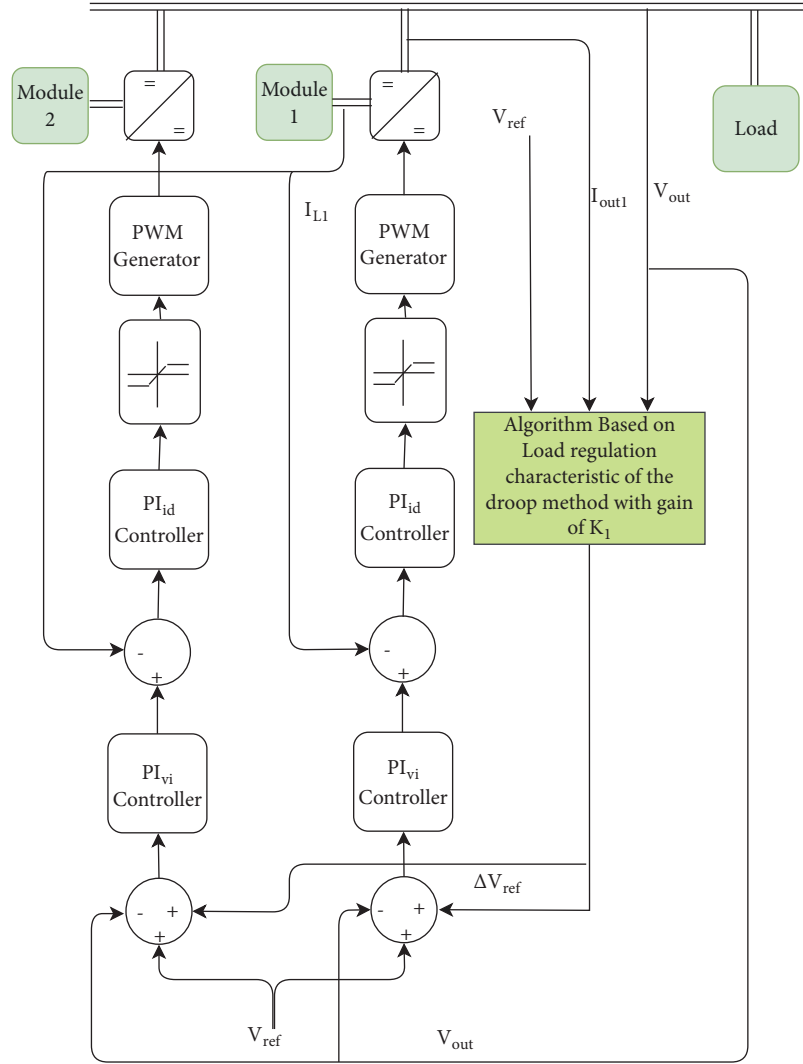 Module
2
=
=
Module
1
=
=
Load
V_ref
I_L1
I_out1
V_out
PWM
Generator
PWM
Generator
Algorithm Based on
Load regulation
characteristic of the
droop method with gain
of K_1
PI_id
Controller
PI_id
Controller
-
+
-
+
PI_vi
Controller
PI_vi
Controller
ΔV_ref
-
+
+
-
+
+
V_ref
V_out